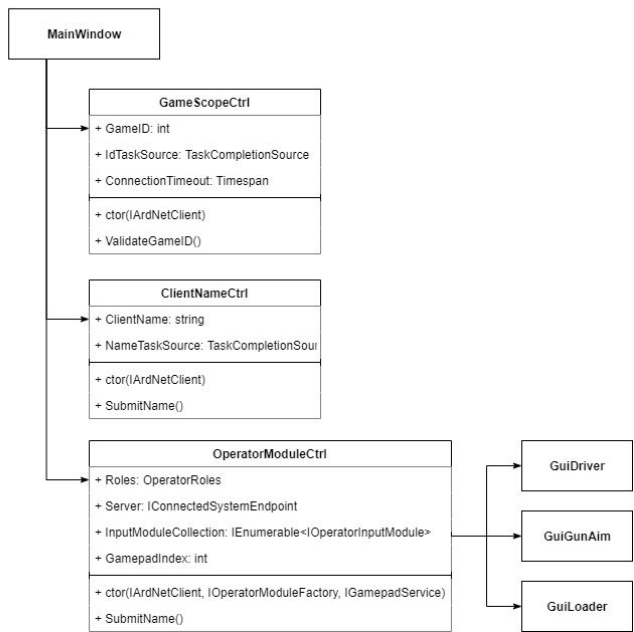 MainWindow
GameScopeCtrl
+ GameID: int
+ IdTaskSource: TaskCompletionSource
+ ConnectionTimeout: Timespan
+ ctor(IArdNetClient)
+ ValidateGameID()
ClientNameCtrl
+ ClientName: string
+ NameTaskSource: TaskCompletionSour
+ ctor(IArdNetClient)
+ SubmitName()
OperatorModuleCtrl
+ Roles: OperatorRoles
+ Server: IConnectedSystemEndpoint
+ InputModuleCollection: IEnumerable<IOperatorInputModule>
+ GamepadIndex: int
+ ctor(IArdNetClient, IOperatorModuleFactory, IGamepadService)
+ SubmitName()
GuiDriver
GuiGunAim
GuiLoader